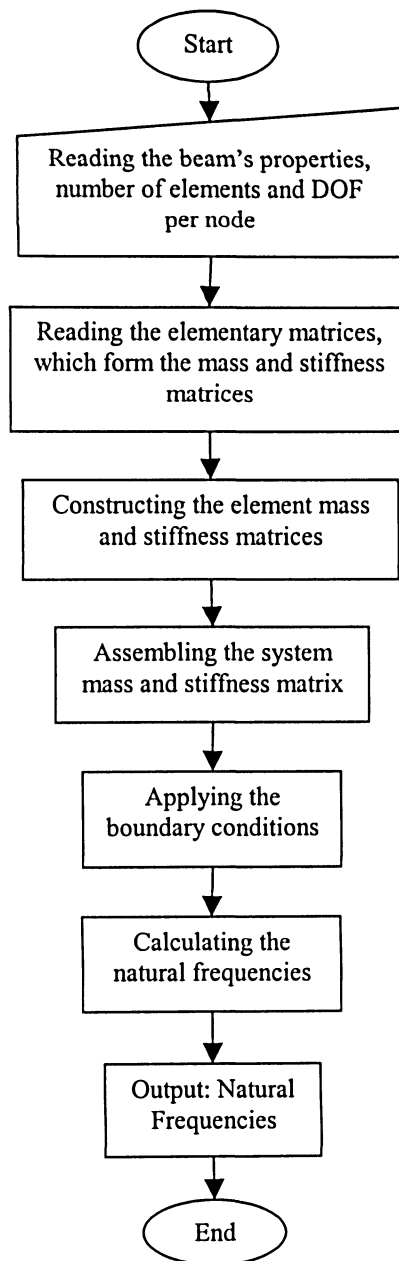 Start
Reading the beam's properties,
number of elements and DOF
per node
Reading the elementary matrices,
which form the mass and stiffness
matrices
Constructing the element mass
and stiffness matrices
Assembling the system
mass and stiffness matrix
Applying the
boundary conditions
Calculating the
natural frequencies
Output: Natural
Frequencies
End